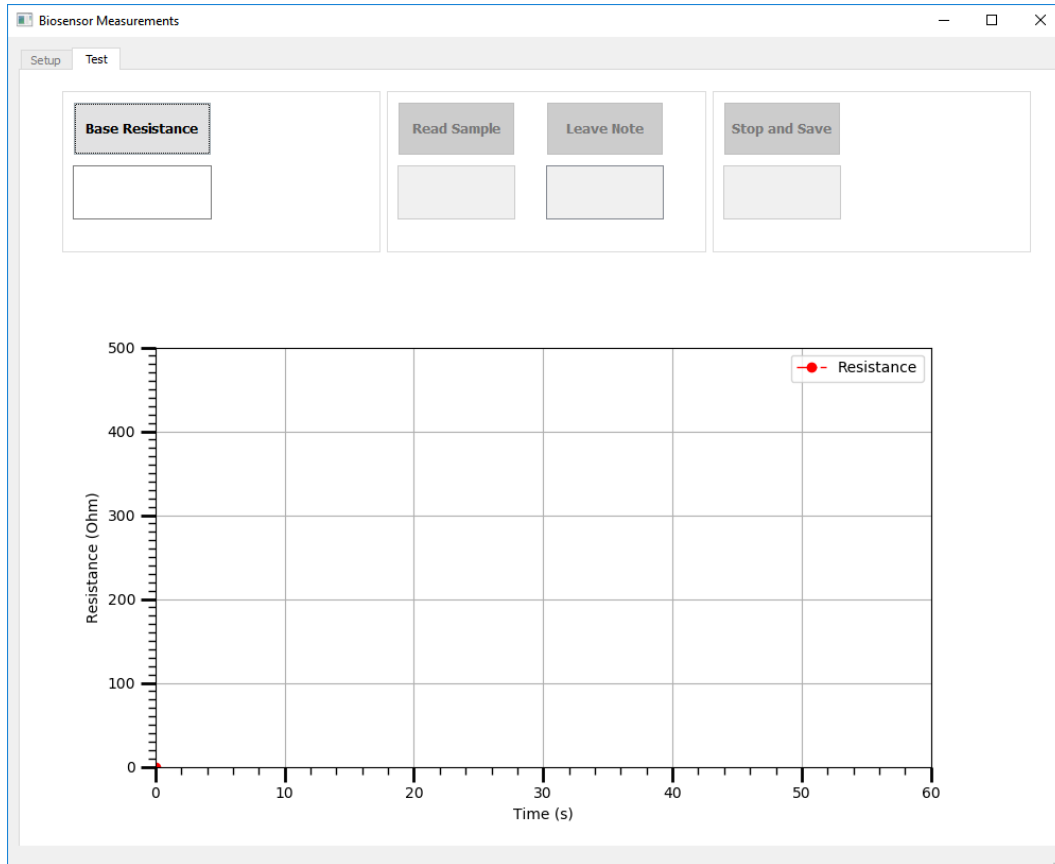 Biosensor Measurements
Setup Test
Base Resistance
Read Sample
Leave Note
Stop and Save
500
400
300
200
100
0
Resistance (Ohm)
Resistance
0 10 20 30 40 50 60
Time (s)